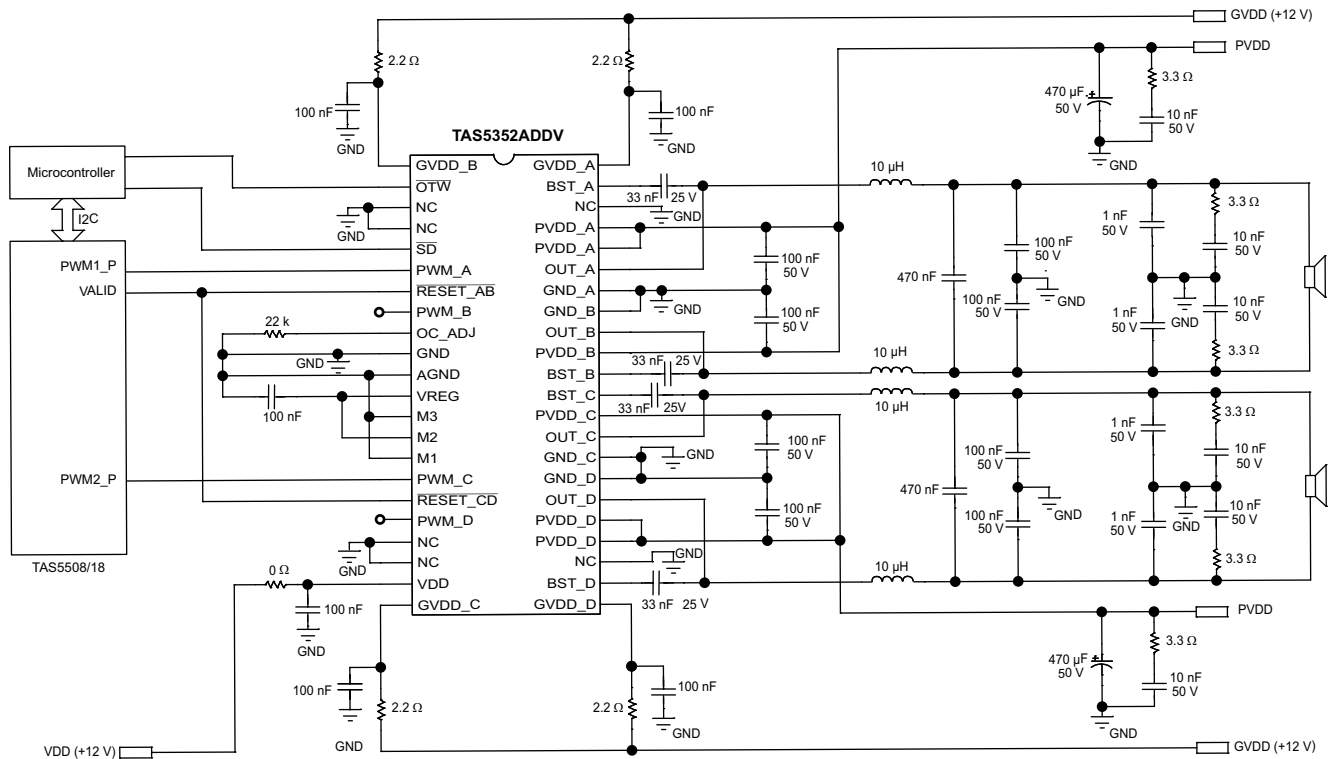 GVDD (+12 V)
PVDD
2.2 Ω
2.2 Ω
3.3 Ω
470 µF
50 V
10 nF
50 V
100 nF
GND
100 nF
GND
GND
TAS5352ADDV
Microcontroller
I2C
PWM1_P
VALID
PWM2_P
TAS5508/18
GVDD_B
OTW
NC
NC
SD
PWM_A
RESET_AB
PWM_B
OC_ADJ
GND
AGND
VREG
M3
M2
M1
PWM_C
RESET_CD
PWM_D
NC
NC
VDD
GVDD_C
GVDD_A
BST_A
NC
PVDD_A
PVDD_A
OUT_A
GND_A
GND_B
OUT_B
PVDD_B
BST_B
BST_C
PVDD_C
OUT_C
GND_C
GND_D
OUT_D
PVDD_D
PVDD_D
NC
BST_D
GVDD_D
GND
22 k
GND
100 nF
GND
0 Ω
100 nF
GND
33 nF 25 V
GND
100 nF
50 V
GND
100 nF
50 V
33 nF 25 V
33 nF 25V
100 nF
50 V
GND
100 nF
50 V
GND
33 nF 25 V
10 µH
10 µH
10 µH
10 µH
470 nF
100 nF
50 V
GND
100 nF
50 V
1 nF
50 V
3.3 Ω
10 nF
50 V
GND
1 nF
50 V
10 nF
50 V
3.3 Ω
470 nF
100 nF
50 V
GND
100 nF
50 V
1 nF
50 V
3.3 Ω
10 nF
50 V
GND
1 nF
50 V
10 nF
50 V
3.3 Ω
PVDD
3.3 Ω
470 µF
50 V
10 nF
50 V
GND
100 nF
2.2 Ω
GND
2.2 Ω
100 nF
GND
VDD (+12 V)
GVDD (+12 V)